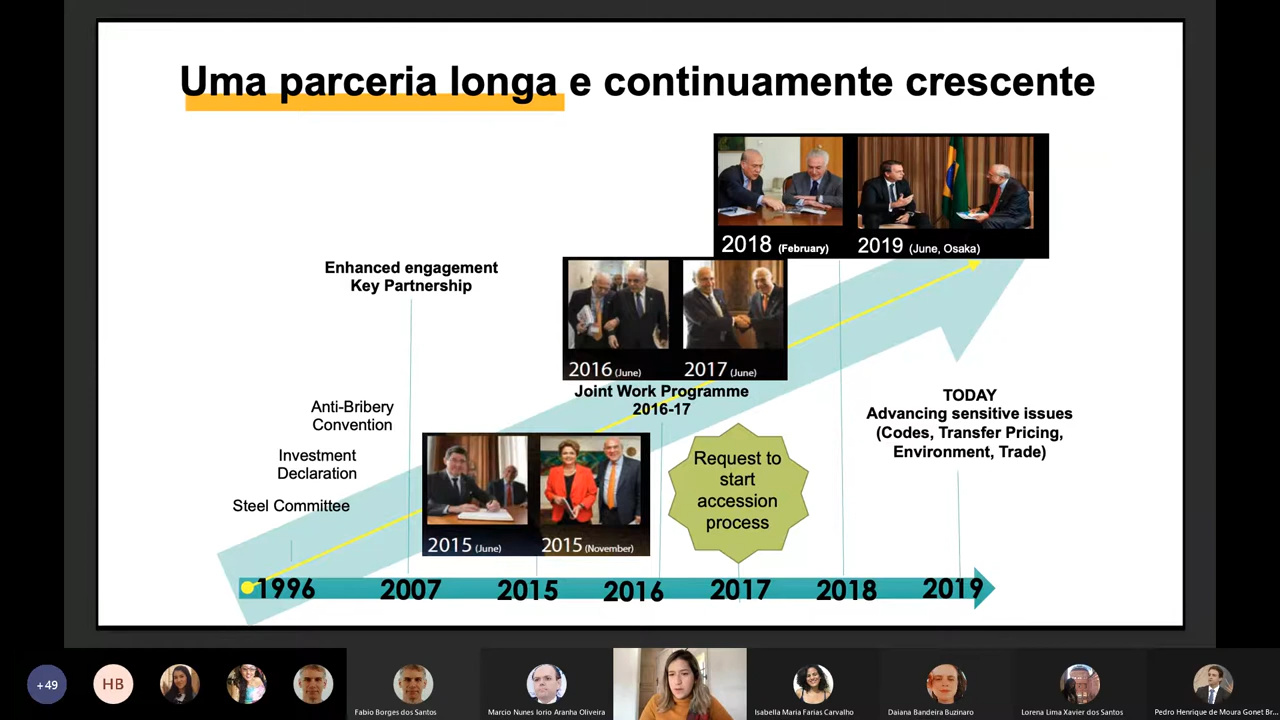 Uma parceria longa e continuamente crescente
2018 (February)
2019 (June, Osaka)
Enhanced engagement
Key Partnership
2016 (June)
2017 (June)
Joint Work Programme
2016-17
TODAY
Advancing sensitive issues
(Codes, Transfer Pricing,
Environment, Trade)
Anti-Bribery
Convention
Investment
Declaration
Steel Committee
2015 (June)
2015 (November)
Request to
start
accession
process
1996
2007
2015
2016
2017
2018
2019
+49
HB
Fabio Borges dos Santos
Marcio Nunes Iorio Aranha Oliveira
Isabella Maria Farias Carvalho
Daiana Bandeira Buzinaro
Lorena Lima Xavier dos Santos
Pedro Henrique de Moura Gonet Br...